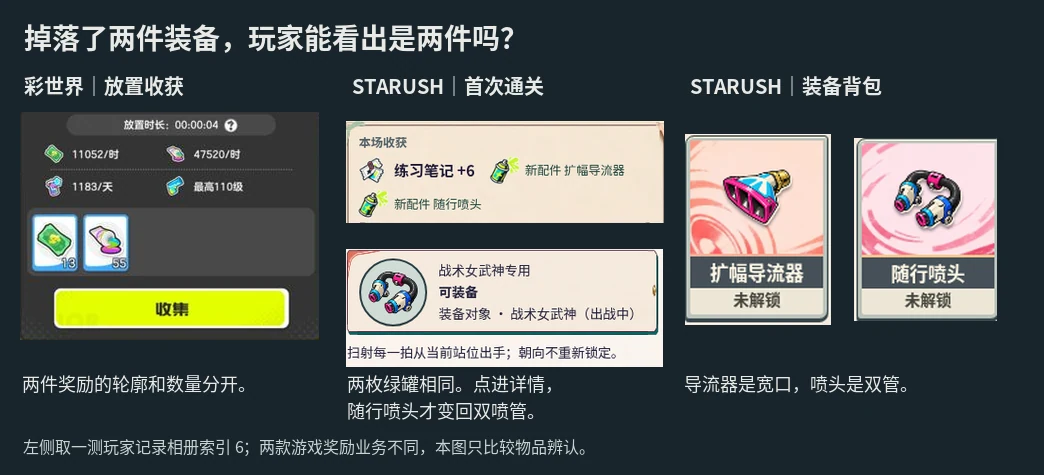 掉落了两件装备，玩家能看出是两件吗？
彩世界｜放置收获
放置时长：00:00:04 ?
11052/时
47520/时
1183/天
最高110级
13
55
收集
两件奖励的轮廓和数量分开。
STARUSH｜首次通关
本场收获
练习笔记 +6
新配件 扩幅导流器
新配件 随行喷头
战术女武神专用
可装备
装备对象 · 战术女武神（出战中）
扫射每一拍从当前站位出手；朝向不重新锁定。
两枚绿罐相同。点进详情，
随行喷头才变回双喷管。
STARUSH｜装备背包
扩幅导流器
未解锁
随行喷头
未解锁
导流器是宽口，喷头是双管。
左侧取一测玩家记录相册索引 6；两款游戏奖励业务不同，本图只比较物品辨认。